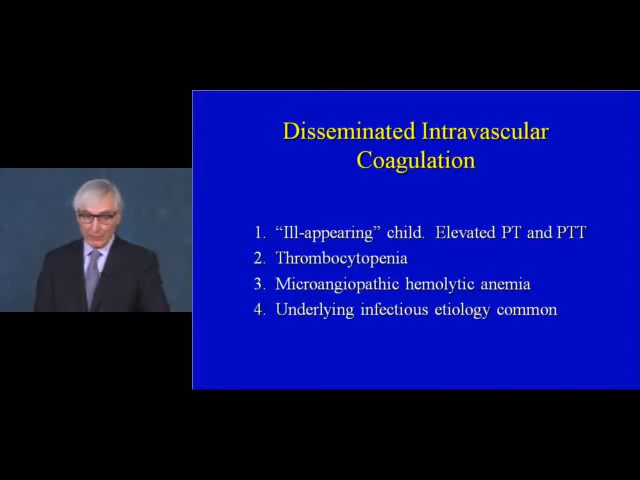 Disseminated Intravascular
Coagulation
1. “Ill-appearing” child. Elevated PT and PTT
2. Thrombocytopenia
3. Microangiopathic hemolytic anemia
4. Underlying infectious etiology common